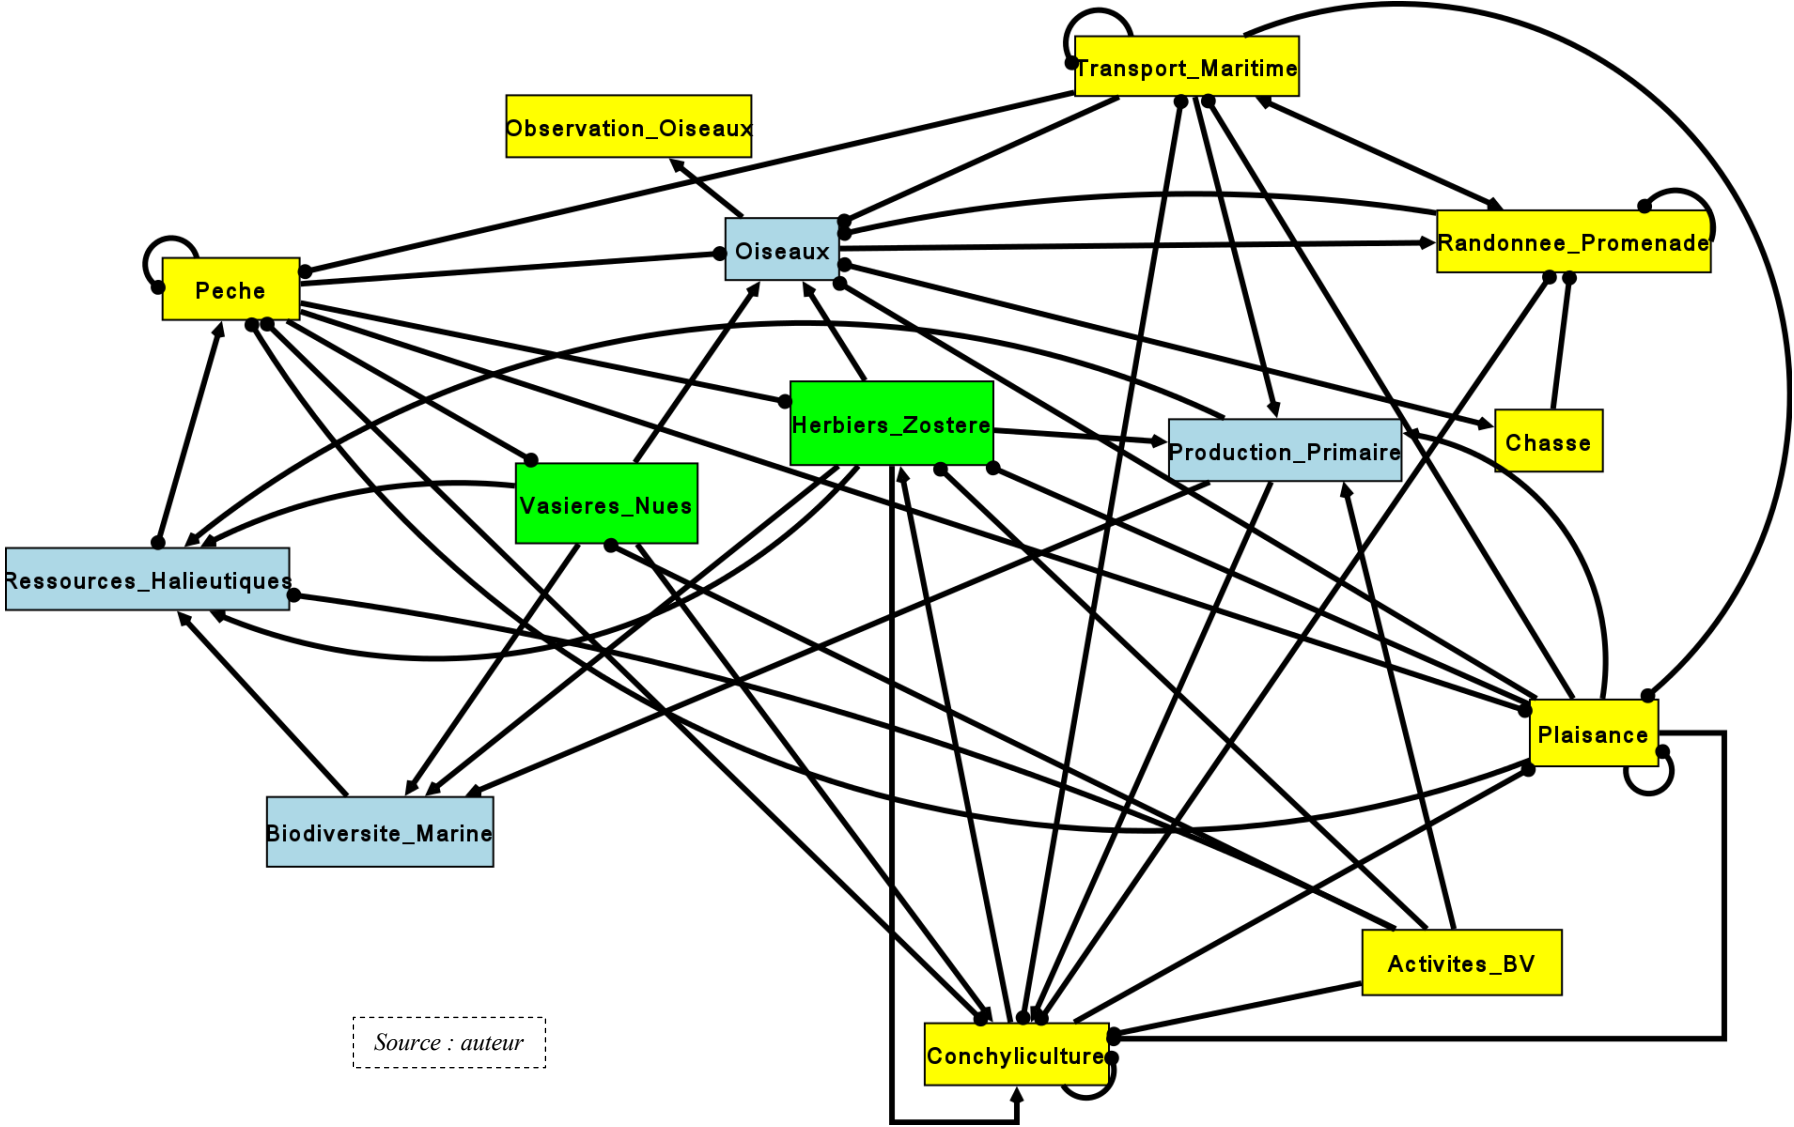 Transport_Maritime
Observation_Oiseaux
Oiseaux
Randonnee_Promenade
Peche
Herbiers_Zostere
Production_Primaire
Chasse
Vasieres_Nues
Ressources_Halieutiques
Plaisance
Biodiversite_Marine
Activites_BV
Source : auteur
Conchyliculture